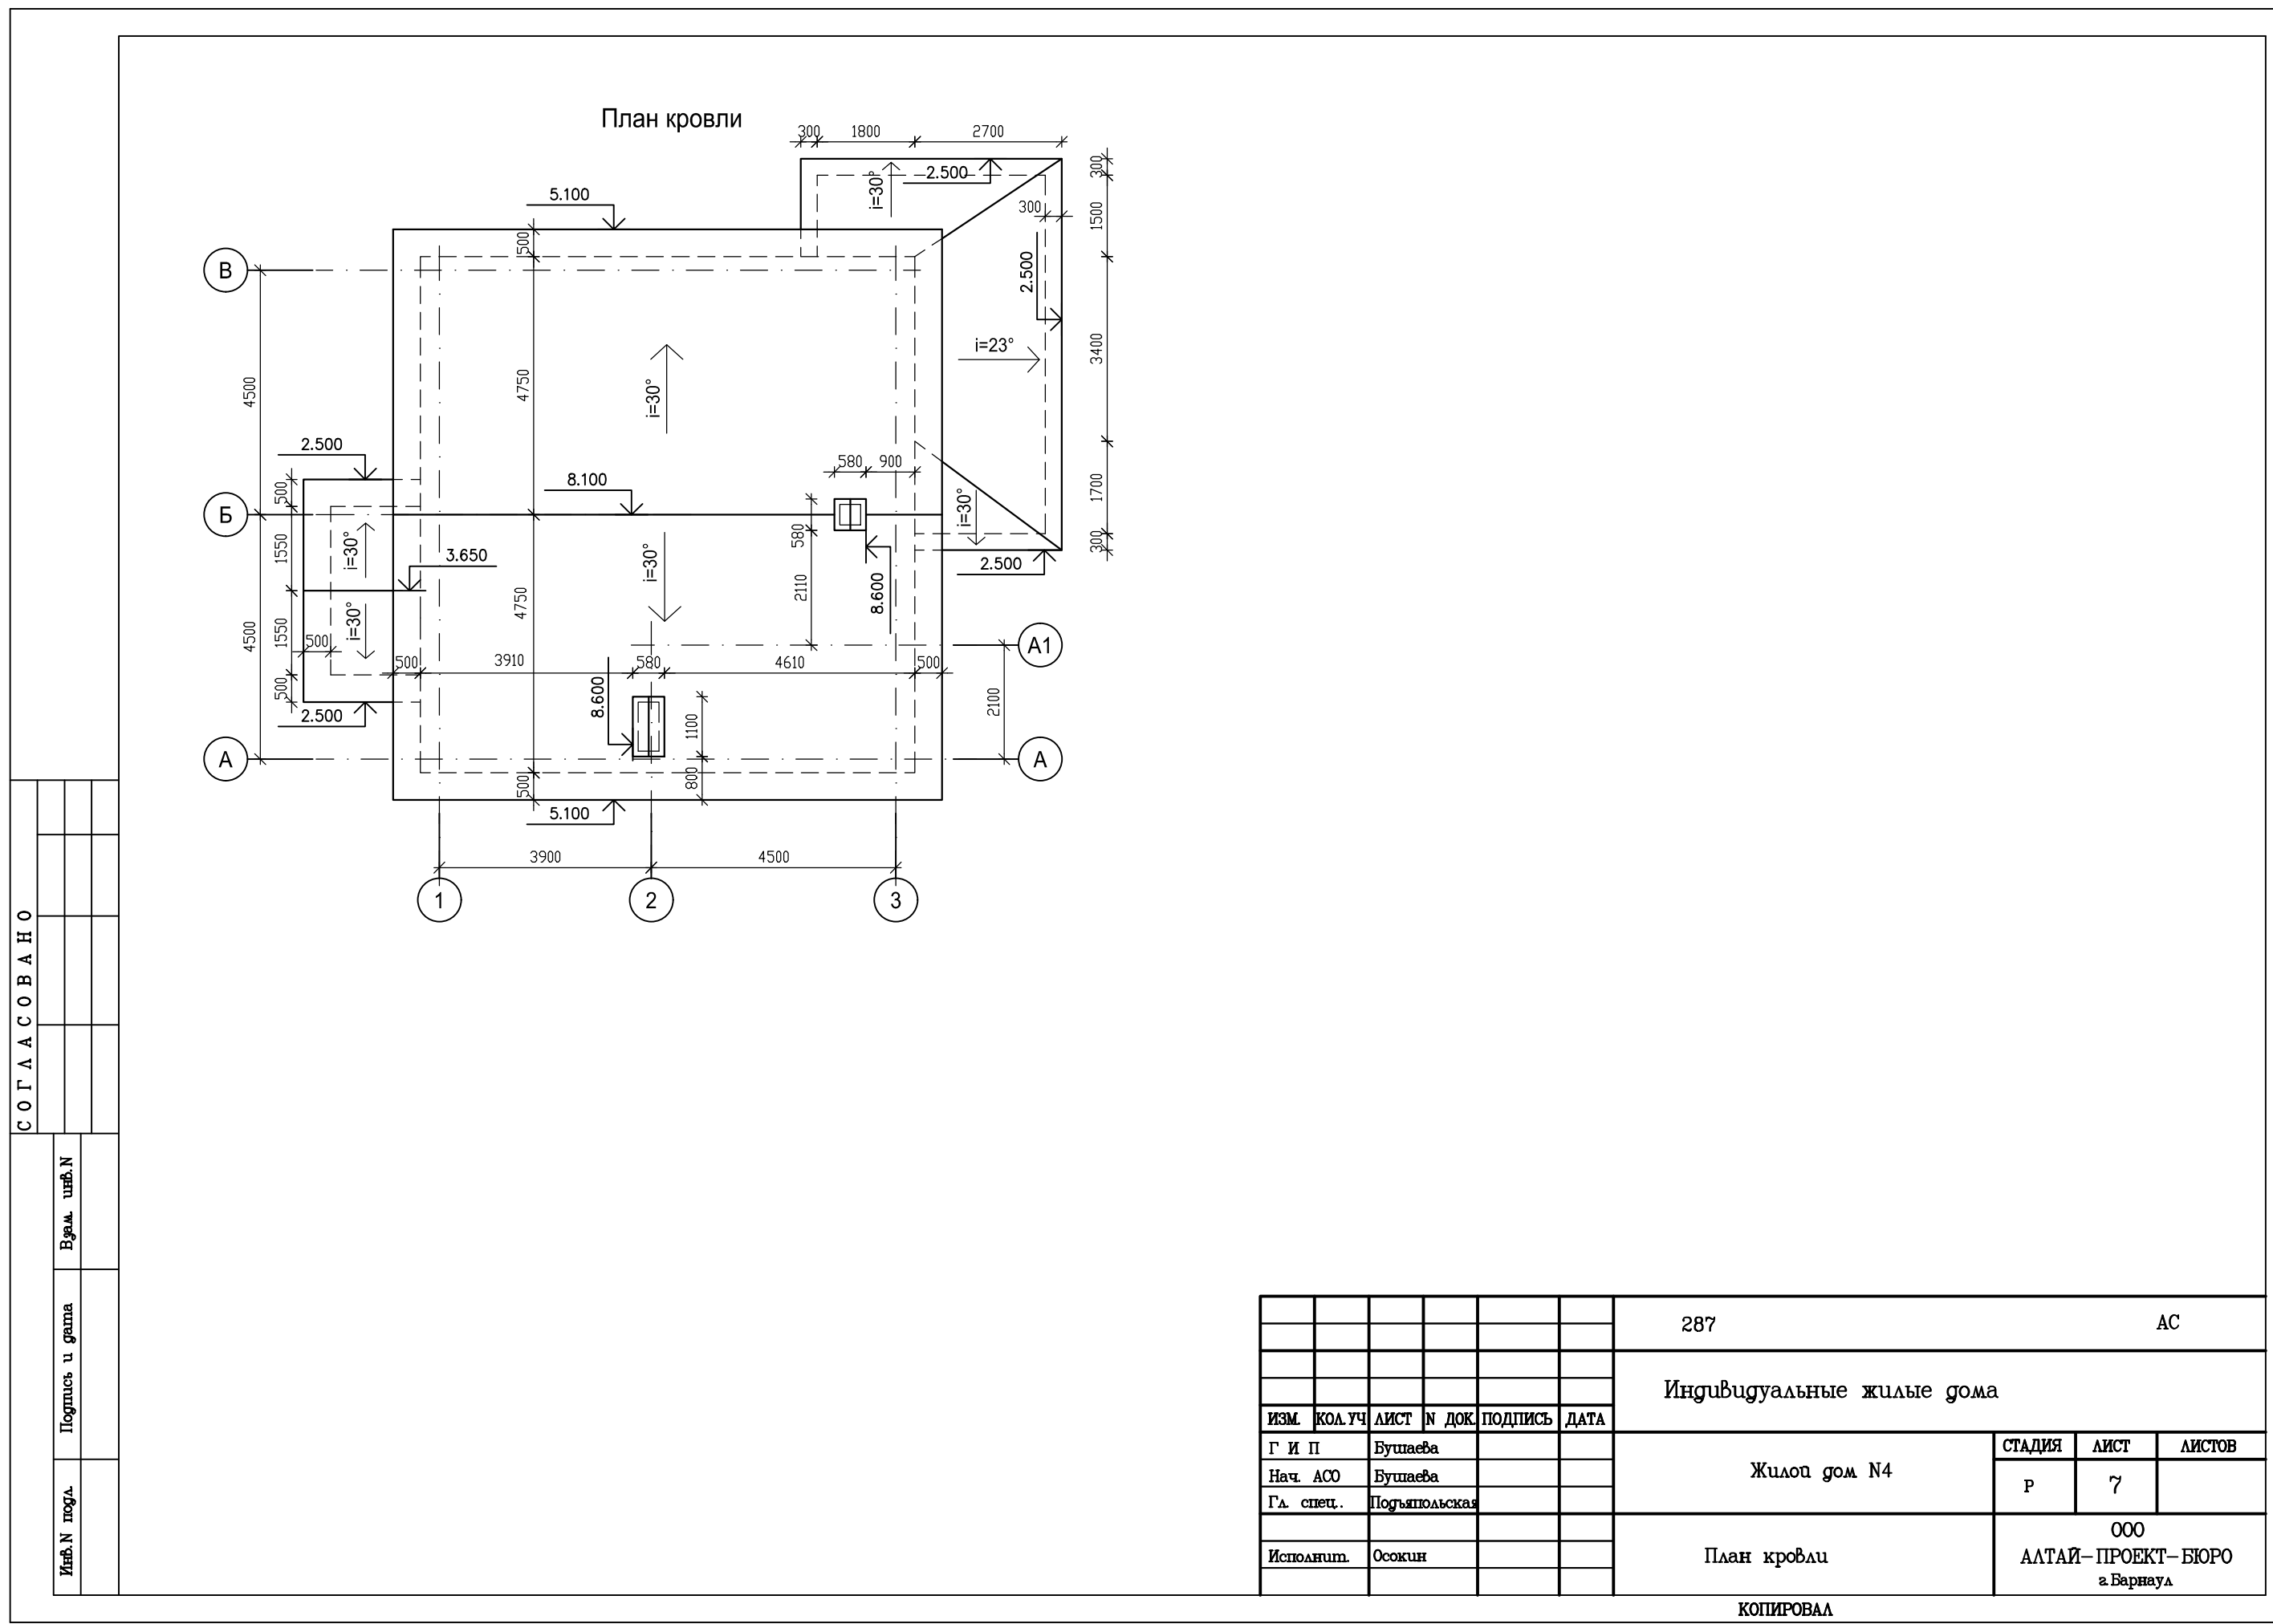 План кровли
300 1800 2700
300
1500
3400
1700
300
300
2.500
i=30°
5.100
500
2.500
i=23°
В
Б
А
4500
4500
4750
4750
500
i=30°
i=30°
8.100
580 900
580
2110
8.600
i=30°
2.500
2.500
500
1550
1550
500
i=30°
i=30°
3.650
500
2.500
500 3910 580 4610 500
8.600
1100
800
А1
А
2100
5.100
3900 4500
1 2 3
СОГЛАСОВАНО
Взам. инв.N
Подпись и дата
Инв.N подл.
287 АС
Индивидуальные жилые дома
ИЗМ. КОЛ.УЧ ЛИСТ N ДОК. ПОДПИСЬ ДАТА
Г И П Бушаева
Нач. АСО Бушаева
Гл. спец.. Подъяпольская
Исполнит. Осокин
Жилой дом N4
СТАДИЯ ЛИСТ ЛИСТОВ
Р 7
План кровли
ООО
АЛТАЙ-ПРОЕКТ-БЮРО
г.Барнаул
КОПИРОВАЛ